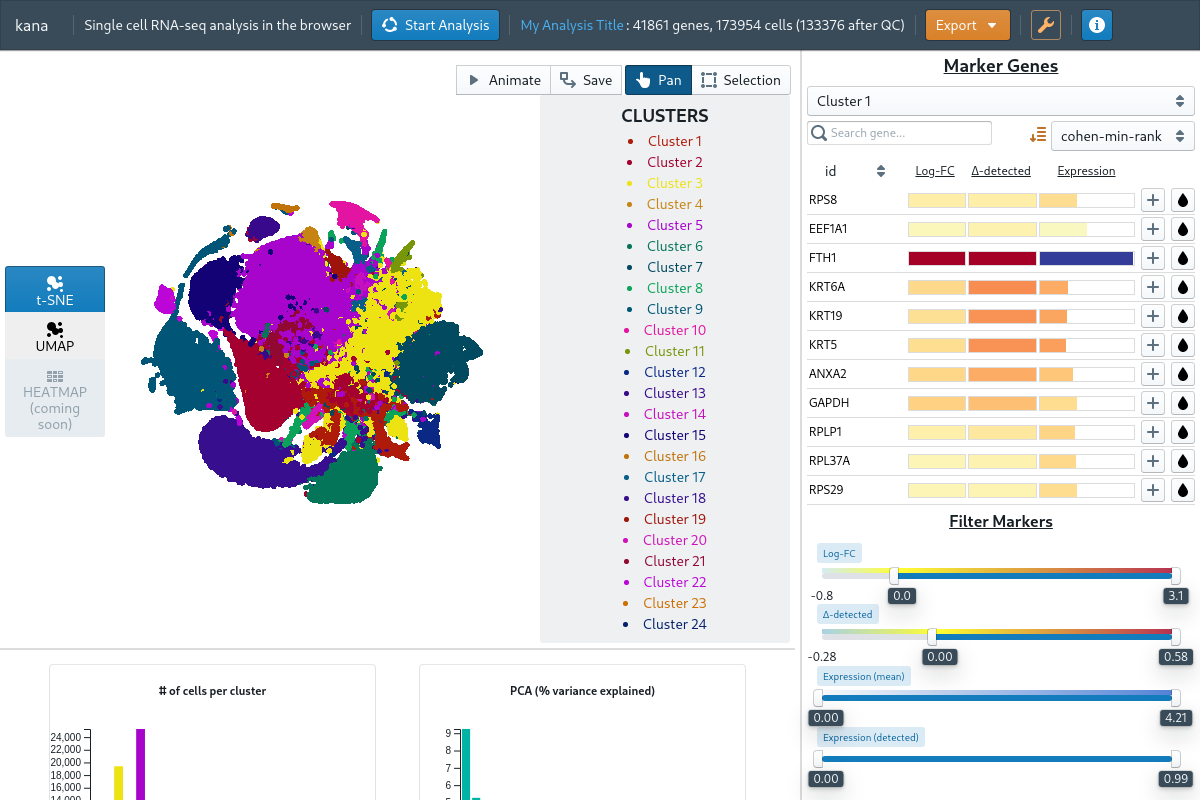 kana
Single cell RNA-seq analysis in the browser
Start Analysis
My Analysis Title : 41861 genes, 173954 cells (133376 after QC)
Export
Animate
Save
Pan
Selection
t-SNE
UMAP
HEATMAP
(coming
soon)
CLUSTERS
Cluster 1
Cluster 2
Cluster 3
Cluster 4
Cluster 5
Cluster 6
Cluster 7
Cluster 8
Cluster 9
Cluster 10
Cluster 11
Cluster 12
Cluster 13
Cluster 14
Cluster 15
Cluster 16
Cluster 17
Cluster 18
Cluster 19
Cluster 20
Cluster 21
Cluster 22
Cluster 23
Cluster 24
# of cells per cluster
24,000
22,000
20,000
18,000
16,000
14,000
PCA (% variance explained)
9
8
7
6
Marker Genes
Cluster 1
Search gene...
cohen-min-rank
id Log-FC Δ-detected Expression
RPS8
EEF1A1
FTH1
KRT6A
KRT19
KRT5
ANXA2
GAPDH
RPLP1
RPL37A
RPS29
Filter Markers
Log-FC
-0.8 0.0 3.1
Δ-detected
-0.28 0.00 0.58
Expression (mean)
0.00 4.21
Expression (detected)
0.00 0.99